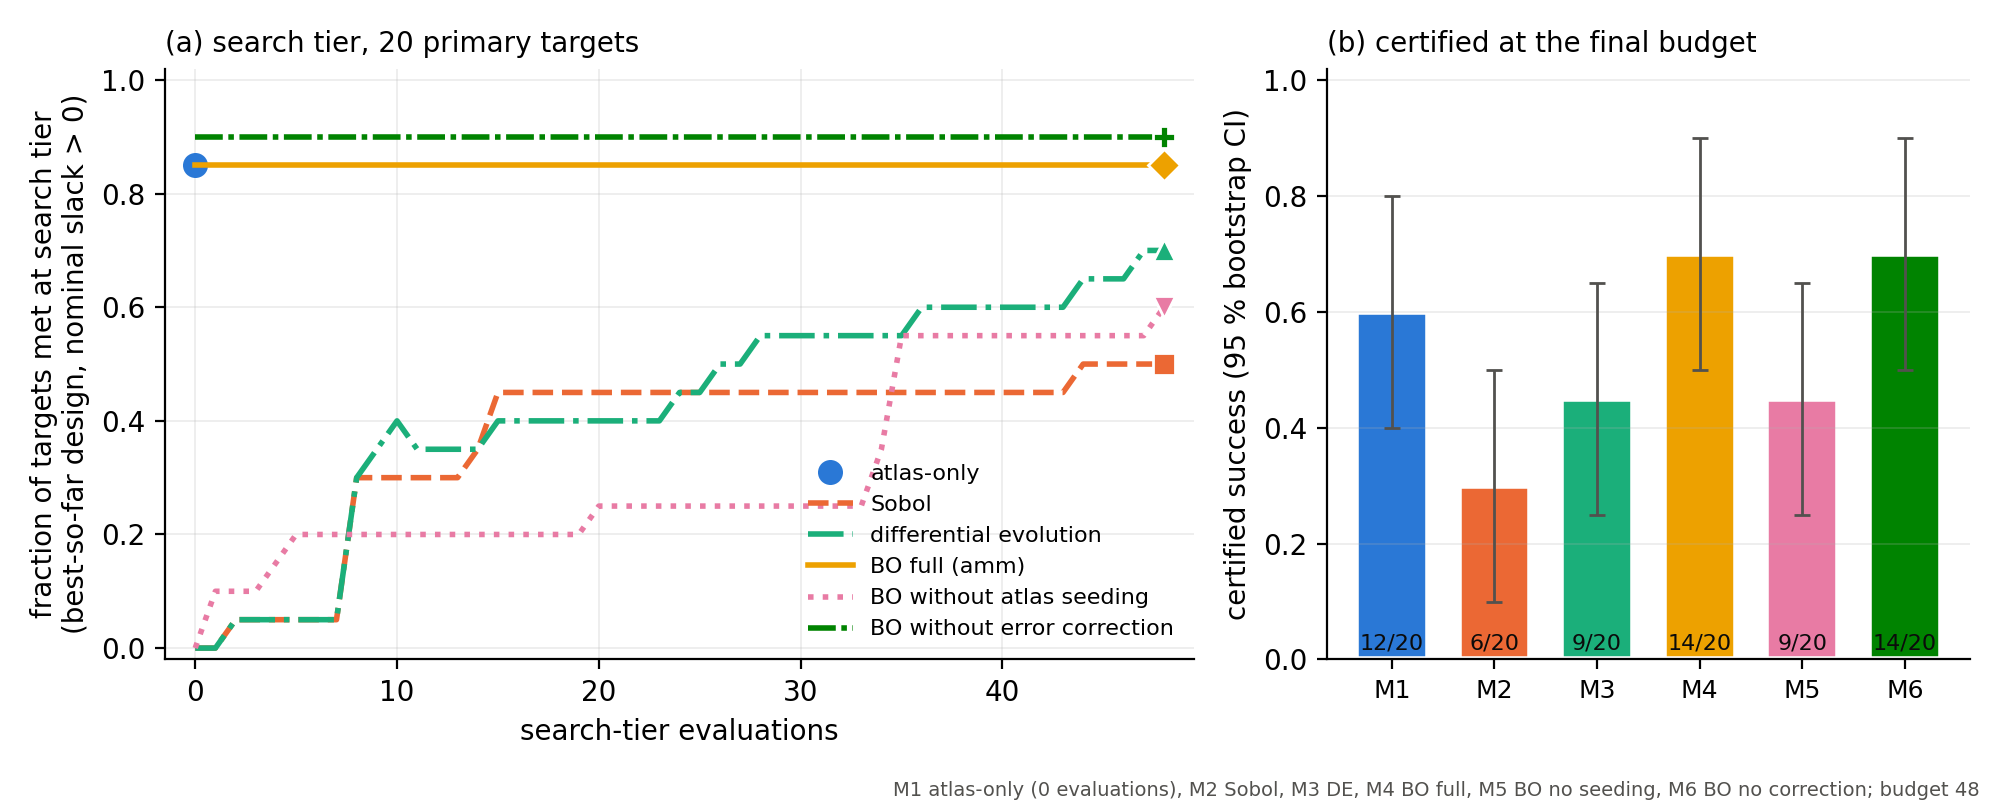 (a) search tier, 20 primary targets
fraction of targets met at search tier
(best-so-far design, nominal slack > 0)
1.0
0.8
0.6
0.4
0.2
0.0
0
10
20
30
40
search-tier evaluations
atlas-only
Sobol
differential evolution
BO full (amm)
BO without atlas seeding
BO without error correction
(b) certified at the final budget
certified success (95 % bootstrap CI)
1.0
0.8
0.6
0.4
0.2
0.0
12/20
6/20
9/20
14/20
9/20
14/20
M1
M2
M3
M4
M5
M6
M1 atlas-only (0 evaluations), M2 Sobol, M3 DE, M4 BO full, M5 BO no seeding, M6 BO no correction; budget 48